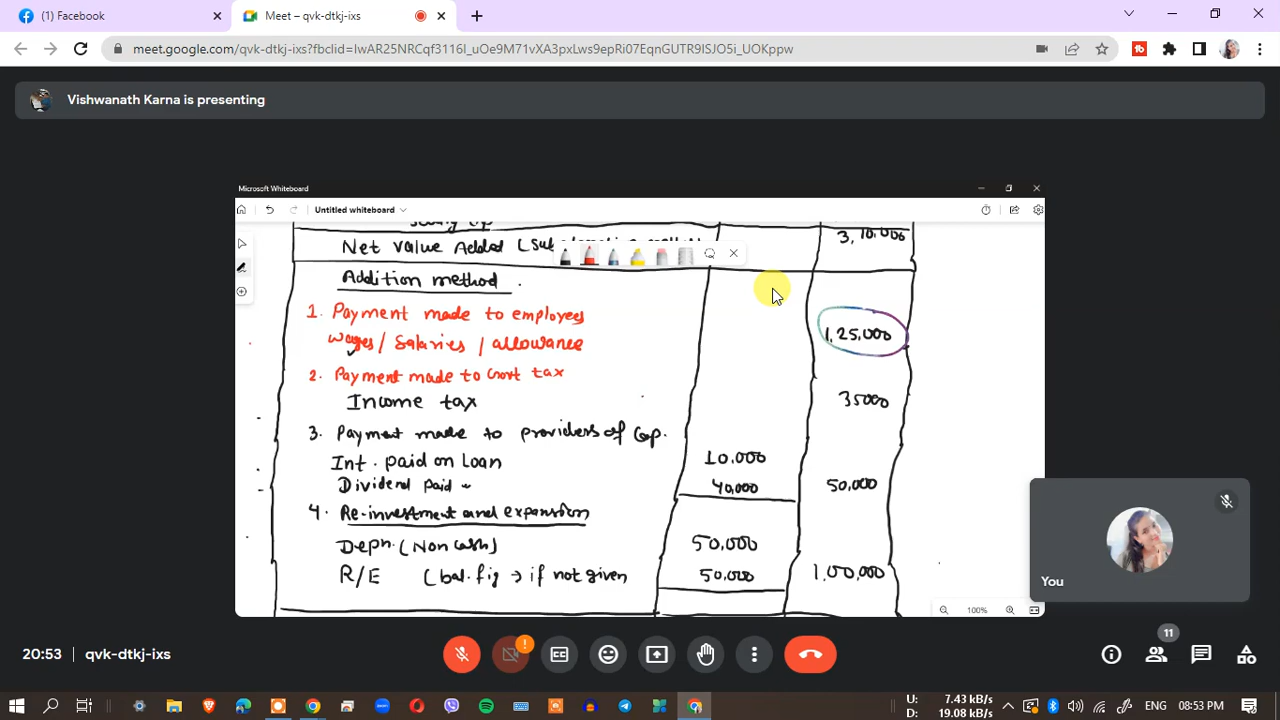 (1) Facebook
Meet – qvk-dtkj-ixs
meet.google.com/qvk-dtkj-ixs?fbclid=IwAR25NRCqf3116I_uOe9M71vXA3pxLws9epRi07EqnGUTR9ISJO5i_UOKppw
Vishwanath Karna is presenting
Microsoft Whiteboard
Untitled whiteboard
Net value Added 3,10,000
Addition method
1. Payment made to employees
wages/ Salaries / allowance 1,25,000
2. Payment made to Govt tax
Income tax 35000
3. Payment made to providers of Cap.
Int. paid on Loan 10,000
Dividend paid 40,000 50,000
4. Re-investment and expansion
Depn. (Non cash) 50,000
R/E (bal. fig → if not given 50,000 1,00,000
100%
You
20:53 | qvk-dtkj-ixs
11
U: 7.43 kB/s
D: 19.08 kB/s
ENG 08:53 PM